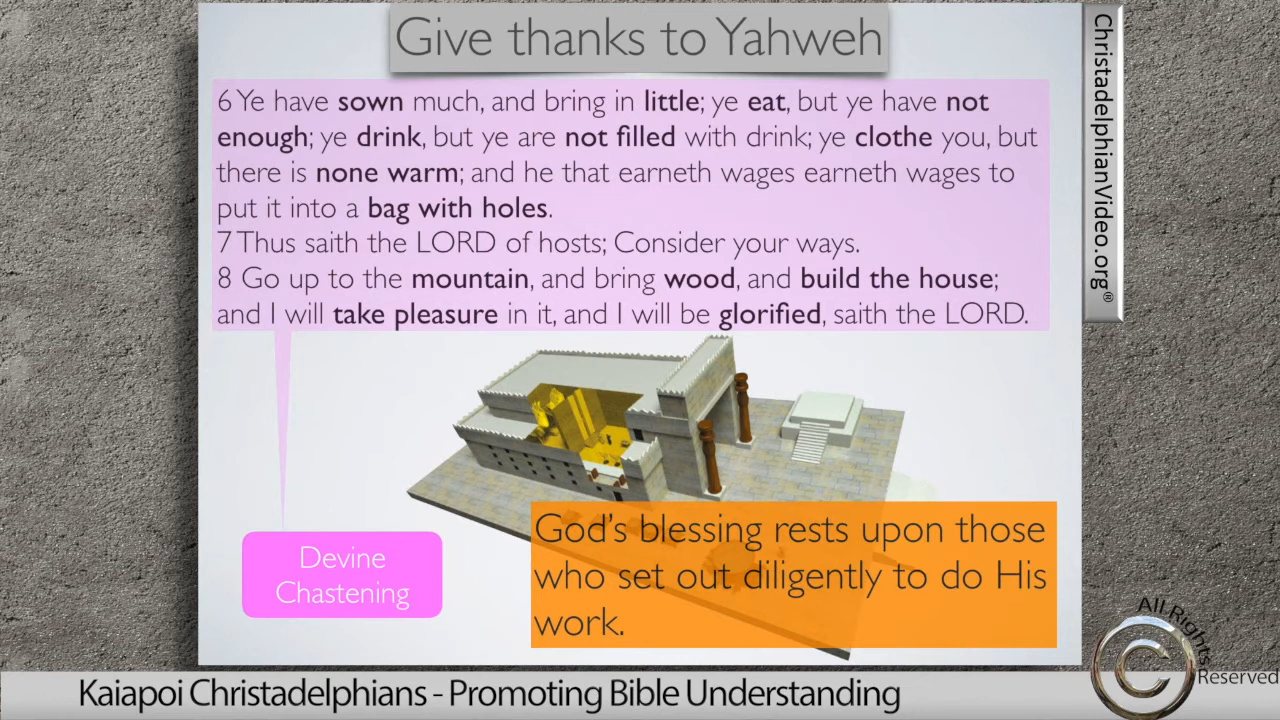 Give thanks to Yahweh
6 Ye have sown much, and bring in little; ye eat, but ye have not
enough; ye drink, but ye are not filled with drink; ye clothe you, but
there is none warm; and he that earneth wages earneth wages to
put it into a bag with holes.
7 Thus saith the LORD of hosts; Consider your ways.
8 Go up to the mountain, and bring wood, and build the house;
and I will take pleasure in it, and I will be glorified, saith the LORD.
Devine
Chastening
God's blessing rests upon those
who set out diligently to do His
work.
ChristadelphianVideo.org®
All Rights
©
Reserved
Kaiapoi Christadelphians - Promoting Bible Understanding